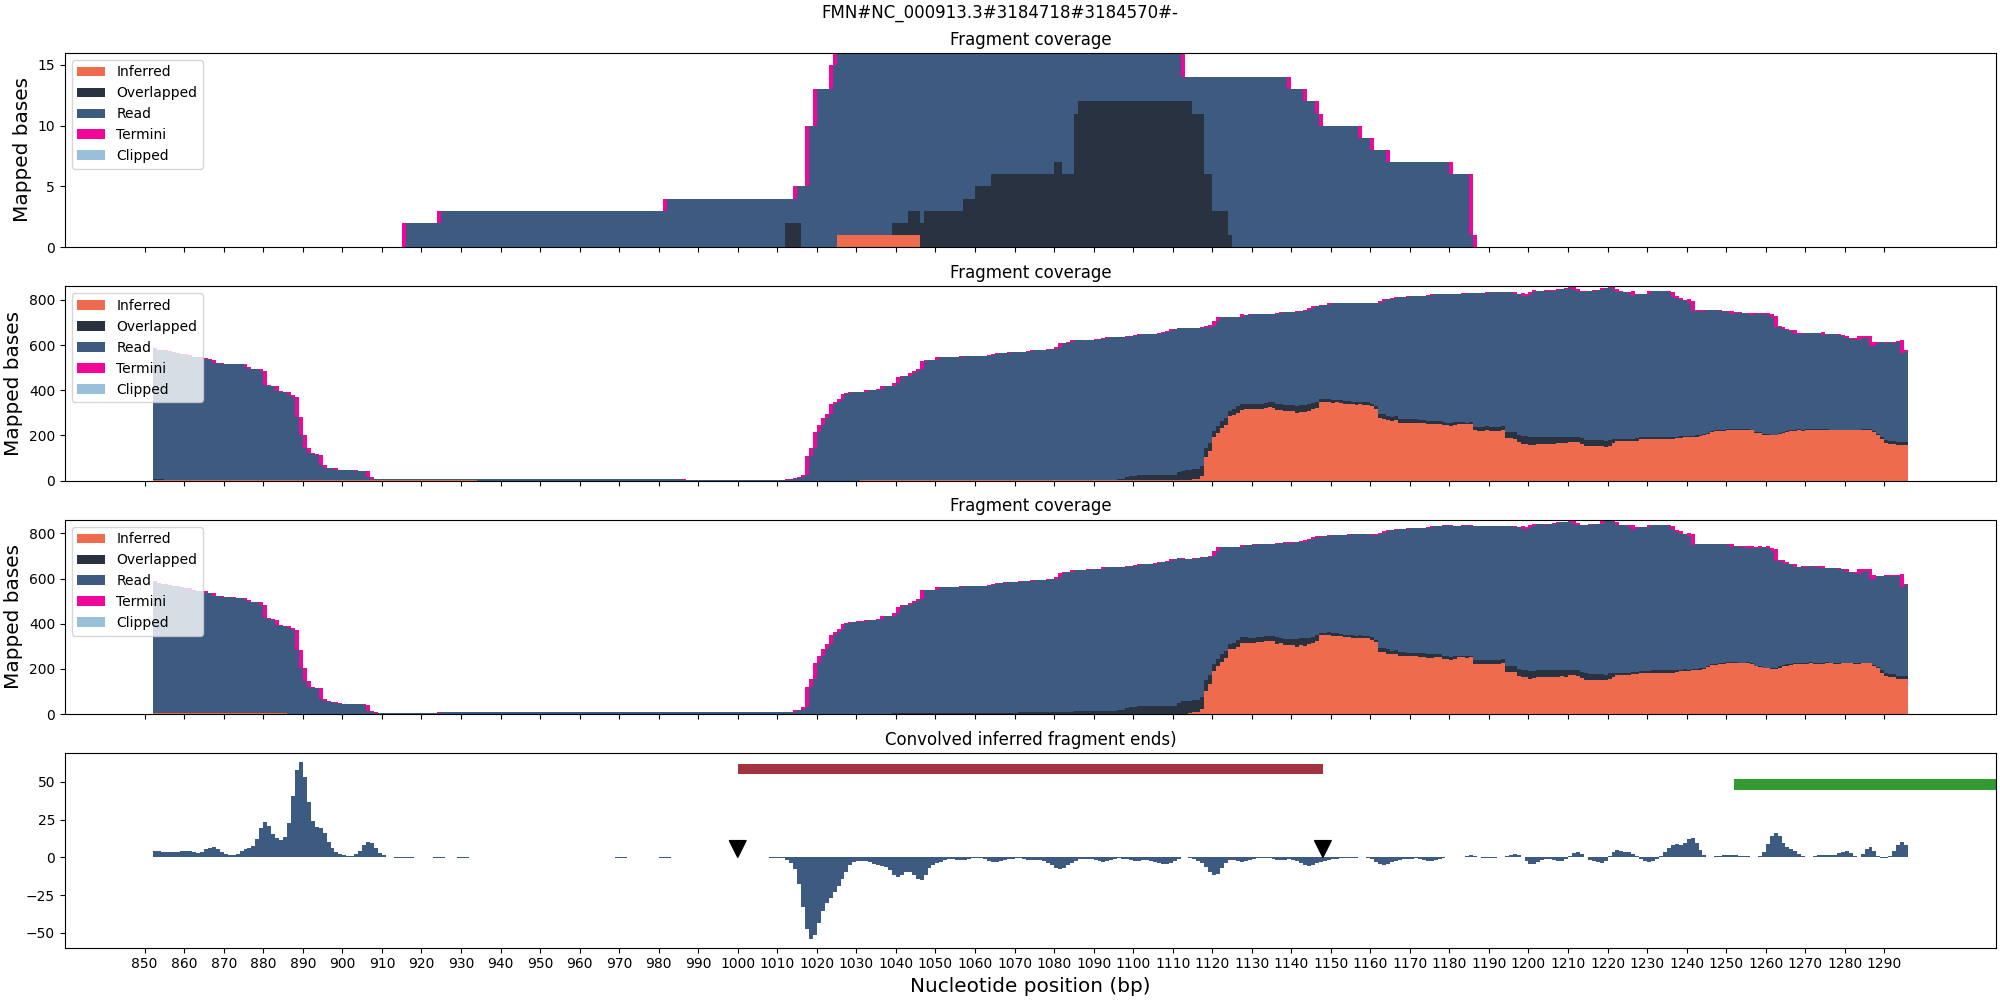 FMN#NC_000913.3#3184718#3184570#-
Fragment coverage
Mapped bases
15
10
5
0
Inferred
Overlapped
Read
Termini
Clipped
Fragment coverage
Mapped bases
800
600
400
200
0
Inferred
Overlapped
Read
Termini
Clipped
Fragment coverage
Mapped bases
800
600
400
200
0
Inferred
Overlapped
Read
Termini
Clipped
Convolved inferred fragment ends)
50
25
0
−25
−50
850 860 870 880 890 900 910 920 930 940 950 960 970 980 990 1000 1010 1020 1030 1040 1050 1060 1070 1080 1090 1100 1110 1120 1130 1140 1150 1160 1170 1180 1190 1200 1210 1220 1230 1240 1250 1260 1270 1280 1290
Nucleotide position (bp)